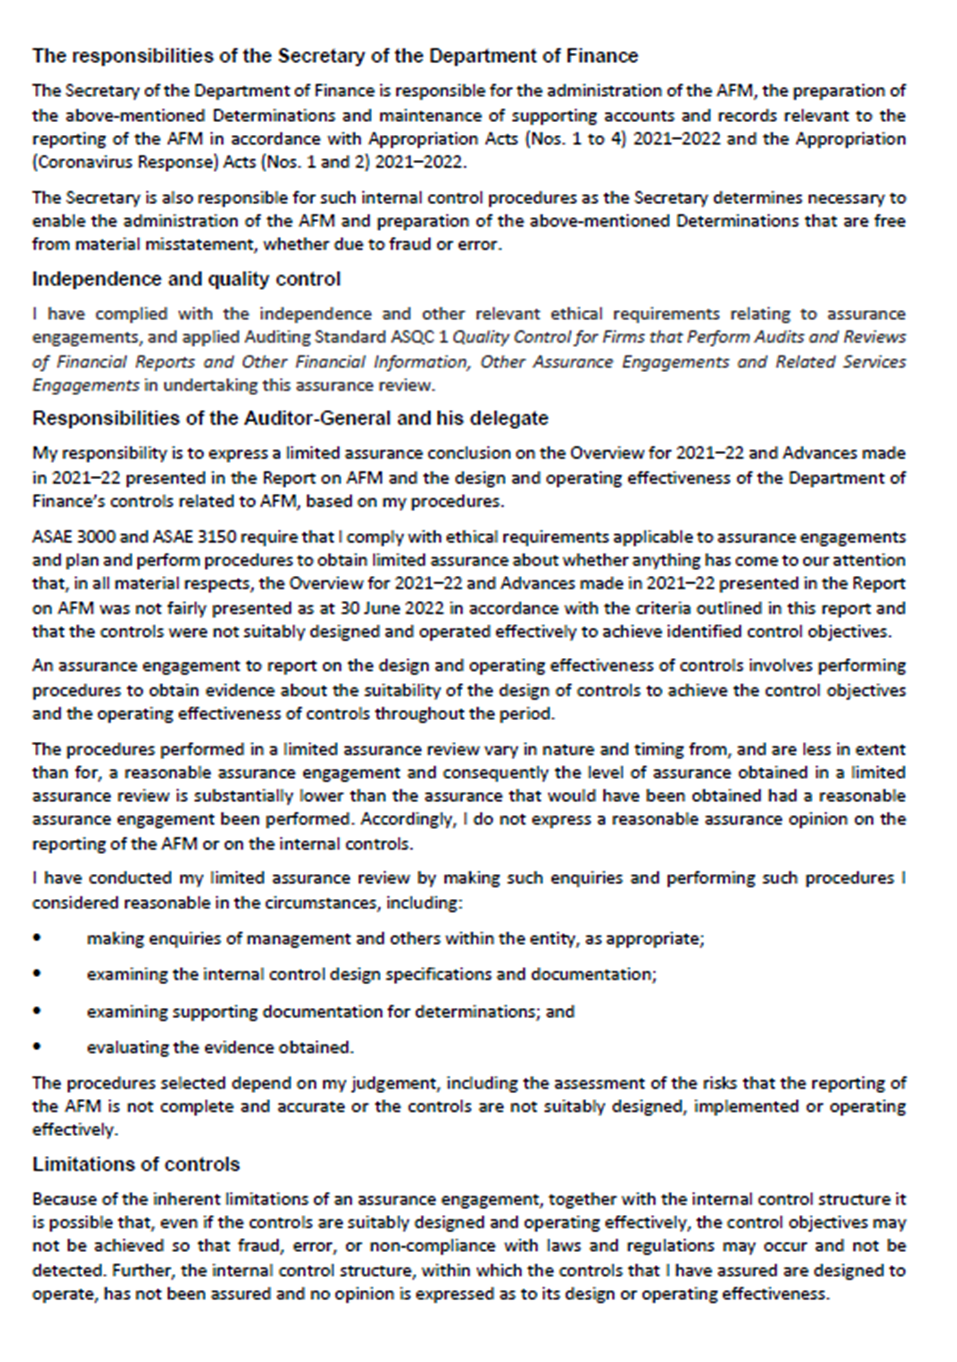 The responsibilities of the Secretary of the Department of Finance
The Secretary of the Department of Finance is responsible for the administration of the AFM, the preparation of
the above-mentioned Determinations and maintenance of supporting accounts and records relevant to the
reporting of the AFM in accordance with Appropriation Acts (Nos. 1 to 4) 2021–2022 and the Appropriation
(Coronavirus Response) Acts (Nos. 1 and 2) 2021–2022.
The Secretary is also responsible for such internal control procedures as the Secretary determines necessary to
enable the administration of the AFM and preparation of the above-mentioned Determinations that are free
from material misstatement, whether due to fraud or error.
Independence and quality control
I have complied with the independence and other relevant ethical requirements relating to assurance
engagements, and applied Auditing Standard ASQC 1 Quality Control for Firms that Perform Audits and Reviews
of Financial Reports and Other Financial Information, Other Assurance Engagements and Related Services
Engagements in undertaking this assurance review.
Responsibilities of the Auditor-General and his delegate
My responsibility is to express a limited assurance conclusion on the Overview for 2021–22 and Advances made
in 2021–22 presented in the Report on AFM and the design and operating effectiveness of the Department of
Finance's controls related to AFM, based on my procedures.
ASAE 3000 and ASAE 3150 require that I comply with ethical requirements applicable to assurance engagements
and plan and perform procedures to obtain limited assurance about whether anything has come to our attention
that, in all material respects, the Overview for 2021–22 and Advances made in 2021–22 presented in the Report
on AFM was not fairly presented as at 30 June 2022 in accordance with the criteria outlined in this report and
that the controls were not suitably designed and operated effectively to achieve identified control objectives.
An assurance engagement to report on the design and operating effectiveness of controls involves performing
procedures to obtain evidence about the suitability of the design of controls to achieve the control objectives
and the operating effectiveness of controls throughout the period.
The procedures performed in a limited assurance review vary in nature and timing from, and are less in extent
than for, a reasonable assurance engagement and consequently the level of assurance obtained in a limited
assurance review is substantially lower than the assurance that would have been obtained had a reasonable
assurance engagement been performed. Accordingly, I do not express a reasonable assurance opinion on the
reporting of the AFM or on the internal controls.
I have conducted my limited assurance review by making such enquiries and performing such procedures I
considered reasonable in the circumstances, including:
• making enquiries of management and others within the entity, as appropriate;
• examining the internal control design specifications and documentation;
• examining supporting documentation for determinations; and
• evaluating the evidence obtained.
The procedures selected depend on my judgement, including the assessment of the risks that the reporting of
the AFM is not complete and accurate or the controls are not suitably designed, implemented or operating
effectively.
Limitations of controls
Because of the inherent limitations of an assurance engagement, together with the internal control structure it
is possible that, even if the controls are suitably designed and operating effectively, the control objectives may
not be achieved so that fraud, error, or non-compliance with laws and regulations may occur and not be
detected. Further, the internal control structure, within which the controls that I have assured are designed to
operate, has not been assured and no opinion is expressed as to its design or operating effectiveness.